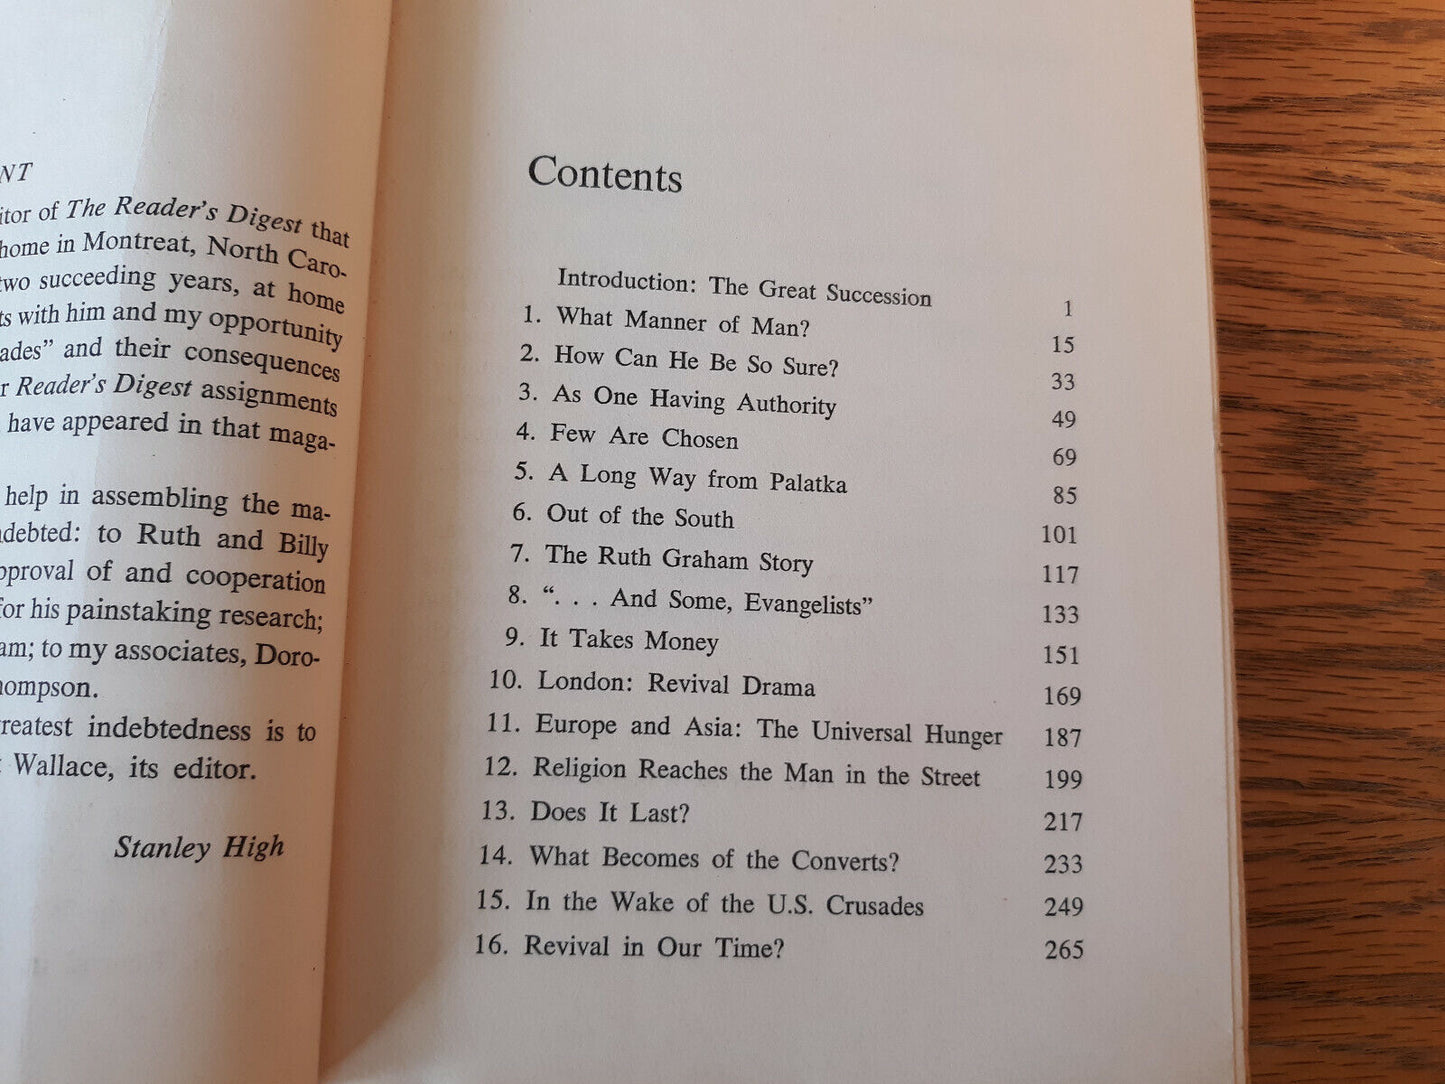 NT
itor of The Reader's Digest that
home in Montreat, North Caro-
two succeeding years, at home
ts with him and my opportunity
ades" and their consequences
r Reader's Digest assignments
have appeared in that maga-
help in assembling the ma-
debted: to Ruth and Billy
pproval of and cooperation
for his painstaking research;
am; to my associates, Doro-
hompson.
reatest indebtedness is to
t Wallace, its editor.
Stanley High
Contents
Introduction: The Great Succession 1
1. What Manner of Man? 15
2. How Can He Be So Sure? 33
3. As One Having Authority 49
4. Few Are Chosen 69
5. A Long Way from Palatka 85
6. Out of the South 101
7. The Ruth Graham Story 117
8. ". . . And Some, Evangelists" 133
9. It Takes Money 151
10. London: Revival Drama 169
11. Europe and Asia: The Universal Hunger 187
12. Religion Reaches the Man in the Street 199
13. Does It Last? 217
14. What Becomes of the Converts? 233
15. In the Wake of the U.S. Crusades 249
16. Revival in Our Time? 265